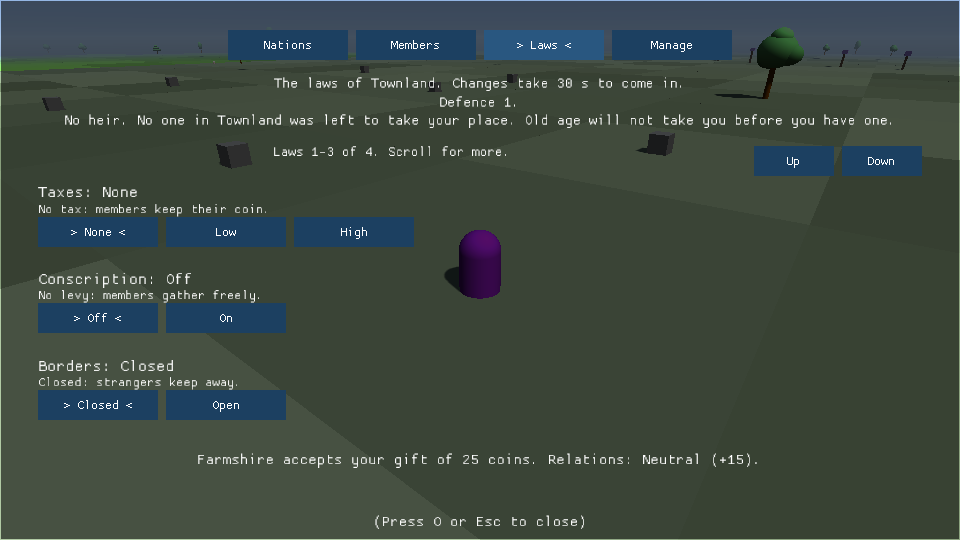 Nations Members > Laws < Manage
The laws of Townland. Changes take 30 s to come in.
Defence 1.
No heir. No one in Townland was left to take your place. Old age will not take you before you have one.
Laws 1-3 of 4. Scroll for more.
Up Down
Taxes: None
No tax: members keep their coin.
> None < Low High
Conscription: Off
No levy: members gather freely.
> Off < On
Borders: Closed
Closed: strangers keep away.
> Closed < Open
Farmshire accepts your gift of 25 coins. Relations: Neutral (+15).
(Press O or Esc to close)